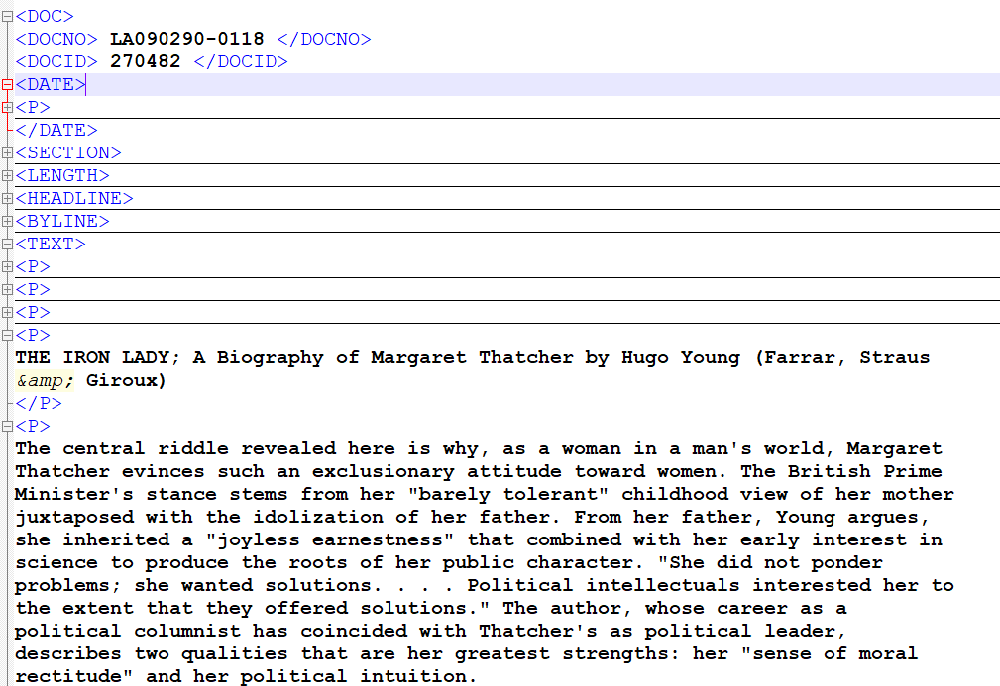 <DOC>
<DOCNO> LA090290-0118 </DOCNO>
<DOCID> 270482 </DOCID>
<DATE>
<P>
</DATE>
<SECTION>
<LENGTH>
<HEADLINE>
<BYLINE>
<TEXT>
<P>
<P>
<P>
<P>
THE IRON LADY; A Biography of Margaret Thatcher by Hugo Young (Farrar, Straus
&amp; Giroux)
</P>
<P>
The central riddle revealed here is why, as a woman in a man's world, Margaret
Thatcher evinces such an exclusionary attitude toward women. The British Prime
Minister's stance stems from her "barely tolerant" childhood view of her mother
juxtaposed with the idolization of her father. From her father, Young argues,
she inherited a "joyless earnestness" that combined with her early interest in
science to produce the roots of her public character. "She did not ponder
problems; she wanted solutions. . . . Political intellectuals interested her to
the extent that they offered solutions." The author, whose career as a
political columnist has coincided with Thatcher's as political leader,
describes two qualities that are her greatest strengths: her "sense of moral
rectitude" and her political intuition.